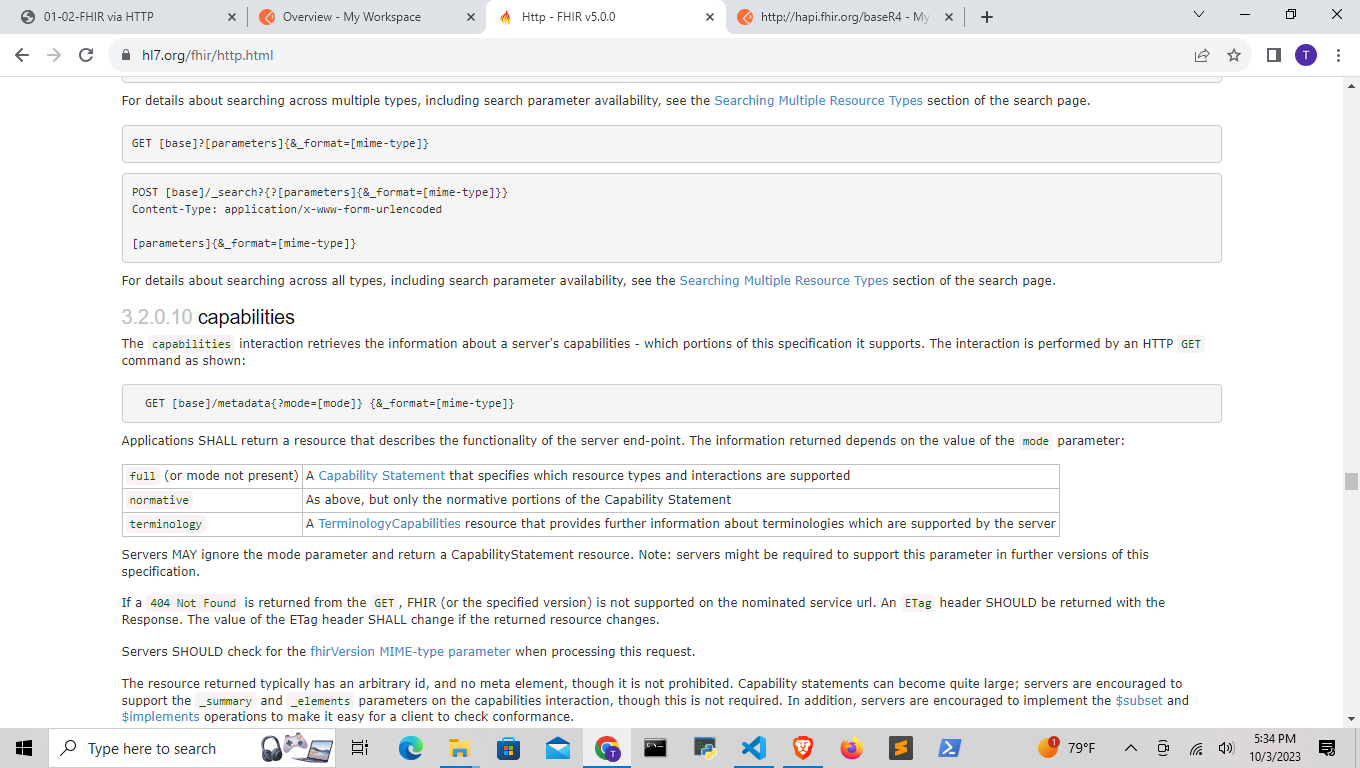 01-02-FHIR via HTTP
Overview - My Workspace
Http - FHIR v5.0.0
http://hapi.fhir.org/baseR4 - My
hl7.org/fhir/http.html
T
For details about searching across multiple types, including search parameter availability, see the Searching Multiple Resource Types section of the search page.
GET [base]?[parameters]{&_format=[mime-type]}
POST [base]/_search?{?[parameters]{&_format=[mime-type]}}
Content-Type: application/x-www-form-urlencoded
[parameters]{&_format=[mime-type]}
For details about searching across all types, including search parameter availability, see the Searching Multiple Resource Types section of the search page.
3.2.0.10 capabilities
The capabilities interaction retrieves the information about a server's capabilities - which portions of this specification it supports. The interaction is performed by an HTTP GET
command as shown:
GET [base]/metadata{?mode=[mode]} {&_format=[mime-type]}
Applications SHALL return a resource that describes the functionality of the server end-point. The information returned depends on the value of the mode parameter:
full (or mode not present) A Capability Statement that specifies which resource types and interactions are supported
normative As above, but only the normative portions of the Capability Statement
terminology A TerminologyCapabilities resource that provides further information about terminologies which are supported by the server
Servers MAY ignore the mode parameter and return a CapabilityStatement resource. Note: servers might be required to support this parameter in further versions of this
specification.
If a 404 Not Found is returned from the GET, FHIR (or the specified version) is not supported on the nominated service url. An ETag header SHOULD be returned with the
Response. The value of the ETag header SHALL change if the returned resource changes.
Servers SHOULD check for the fhirVersion MIME-type parameter when processing this request.
The resource returned typically has an arbitrary id, and no meta element, though it is not prohibited. Capability statements can become quite large; servers are encouraged to
support the _summary and _elements parameters on the capabilities interaction, though this is not required. In addition, servers are encouraged to implement the $subset and
$implements operations to make it easy for a client to check conformance.
Type here to search
T
1
79°F
5:34 PM
10/3/2023